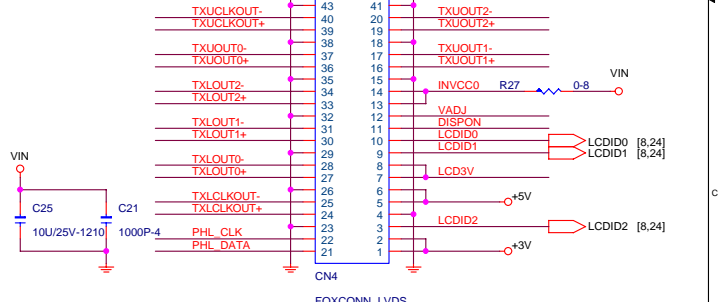 TXUCLKOUT- 43 41 TXUOUT2-
TXUCLKOUT+ 40 20 TXUOUT2+
39 19
TXUOUT0- 38 18 TXUOUT1-
TXUOUT0+ 37 17 TXUOUT1+
36 16
35 15 VIN
TXLOUT2- 34 14 INVCC0 R27 0-8
TXLOUT2+ 33 13
32 12 VADJ
TXLOUT1- 31 11 DISPON
TXLOUT1+ 30 10 LCDID0 LCDID0 [8,24]
29 9 LCDID1 LCDID1 [8,24]
VIN TXLOUT0- 28 8
TXLOUT0+ 27 7 LCD3V
26 6
TXLCLKOUT- 25 5 +5V
C25 C21 TXLCLKOUT+ 24 4
10U/25V-1210 1000P-4 23 3 LCDID2 LCDID2 [8,24]
PHL_CLK 22 2 +3V
PHL_DATA 21 1
CN4
FOXCONN_LVDS
C